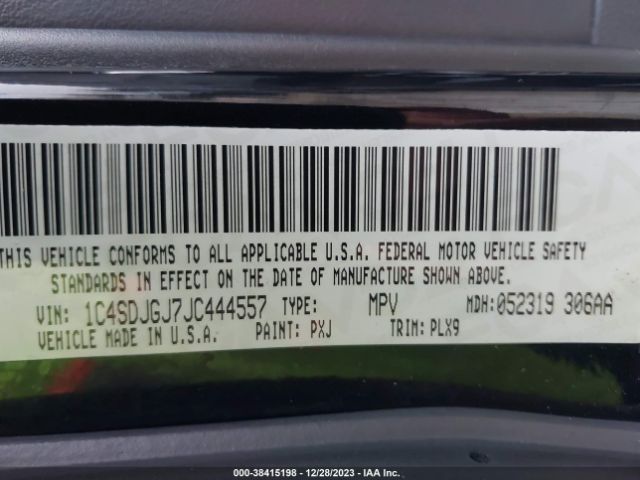 THIS VEHICLE CONFORMS TO ALL APPLICABLE U.S.A. FEDERAL MOTOR VEHICLE SAFETY
STANDARDS IN EFFECT ON THE DATE OF MANUFACTURE SHOWN ABOVE.
VIN: 1C4SDJGJ7JC444557 TYPE: MPV MDH:052319 306AA
VEHICLE MADE IN U.S.A. PAINT: PXJ TRIM: PLX9
000-38415198 - 12/28/2023 - IAA Inc.